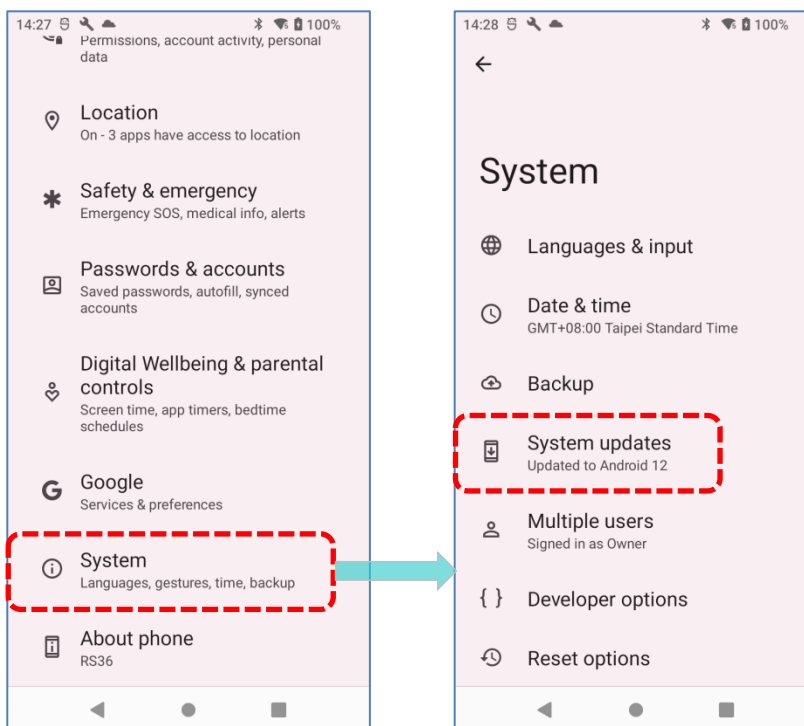 14:27
100%
Permissions, account activity, personal
data
Location
On - 3 apps have access to location
Safety & emergency
Emergency SOS, medical info, alerts
Passwords & accounts
Saved passwords, autofill, synced
accounts
Digital Wellbeing & parental
controls
Screen time, app timers, bedtime
schedules
G Google
Services & preferences
System
Languages, gestures, time, backup
About phone
RS36
14:28
100%
System
Languages & input
Date & time
GMT+08:00 Taipei Standard Time
Backup
System updates
Updated to Android 12
Multiple users
Signed in as Owner
{ } Developer options
Reset options